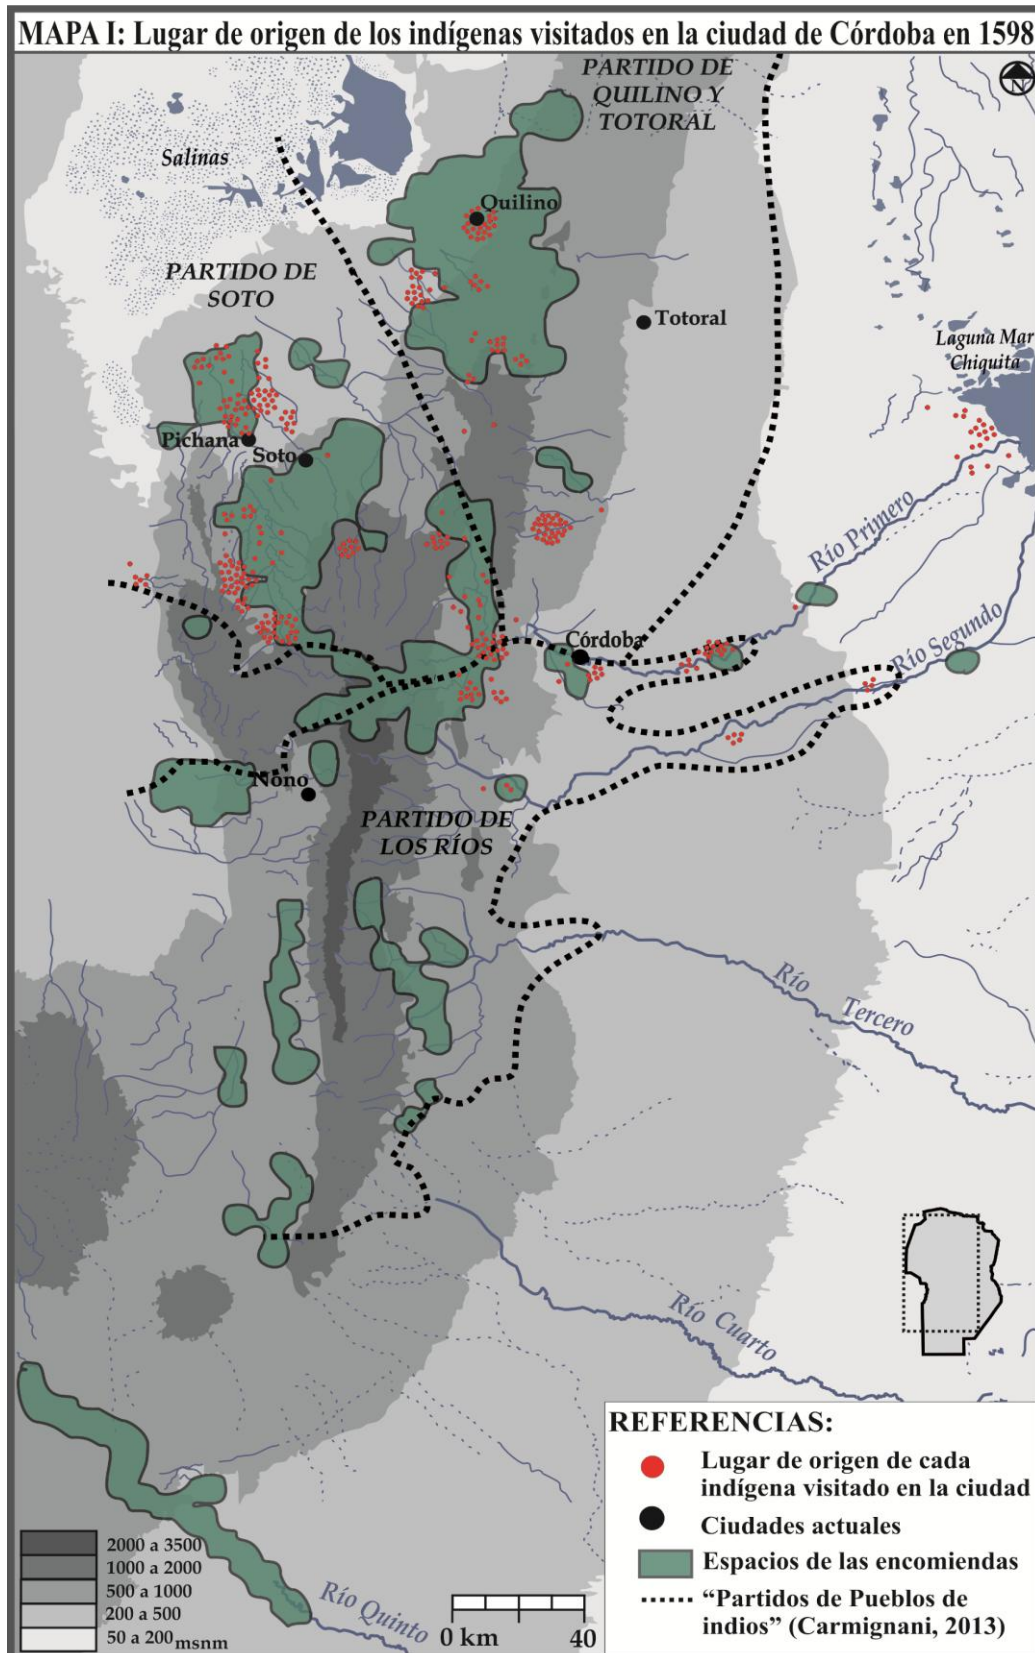 MAPA I: Lugar de origen de los indígenas visitados en la ciudad de Córdoba en 1598
PARTIDO DE
QUILINO Y
TOTORAL
N
Salinas
Quilino
PARTIDO DE
SOTO
Totoral
Laguna Mar
Chiquita
Pichana
Soto
Río Primero
Córdoba
Río Segundo
Nono
PARTIDO DE
LOS RÍOS
Río
Tercero
Río Cuarto
REFERENCIAS:
Lugar de origen de cada
indígena visitado en la ciudad
Ciudades actuales
Espacios de las encomiendas
“Partidos de Pueblos de
indios” (Carmignani, 2013)
2000 a 3500
1000 a 2000
500 a 1000
200 a 500
50 a 200 msnm
Río Quinto
0 km 40